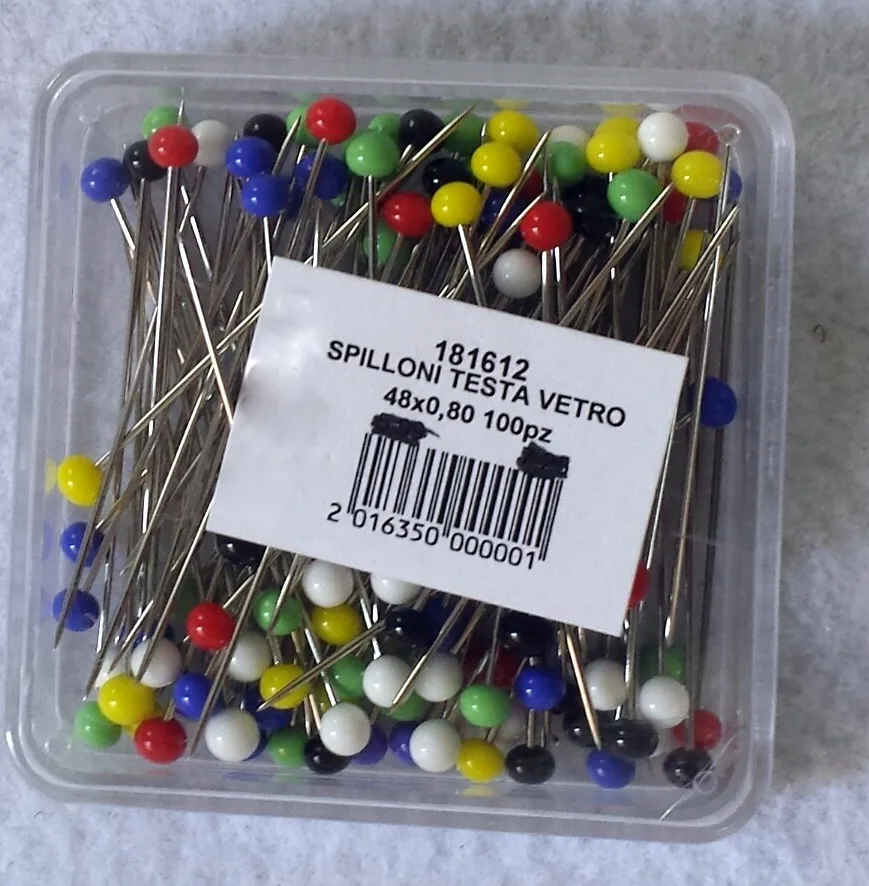 181612
SPILLONI TESTA VETRO
48x0,80 100pz
2 016350 000001